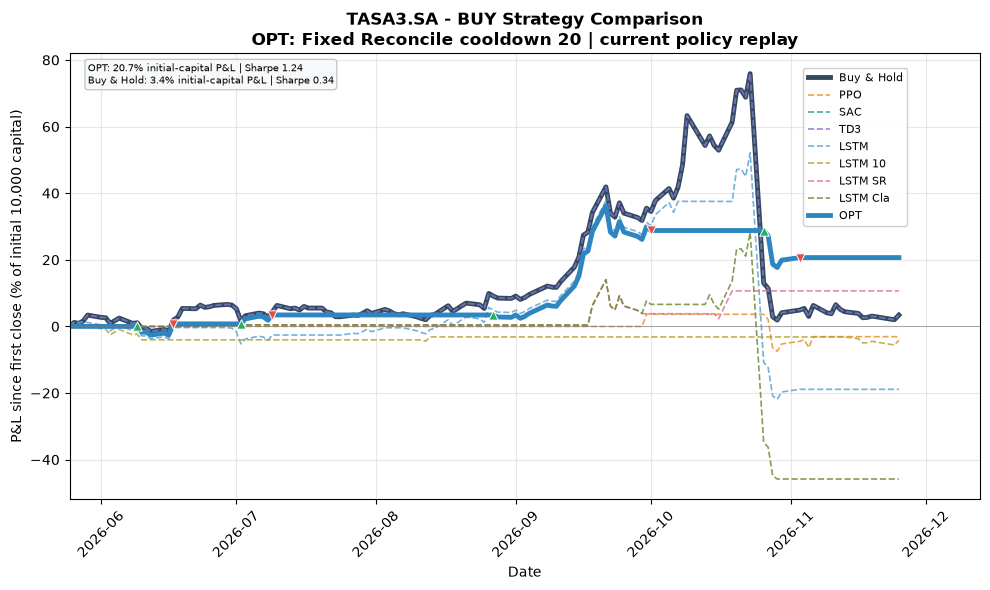 TASA3.SA - BUY Strategy Comparison
OPT: Fixed Reconcile cooldown 20 | current policy replay
OPT: 20.7% initial-capital P&L | Sharpe 1.24
Buy & Hold: 3.4% initial-capital P&L | Sharpe 0.34
Buy & Hold
PPO
SAC
TD3
LSTM
LSTM 10
LSTM SR
LSTM Cla
OPT
P&L since first close (% of initial 10,000 capital)
80
60
40
20
0
−20
−40
2026-06
2026-07
2026-08
2026-09
2026-10
2026-11
2026-12
Date